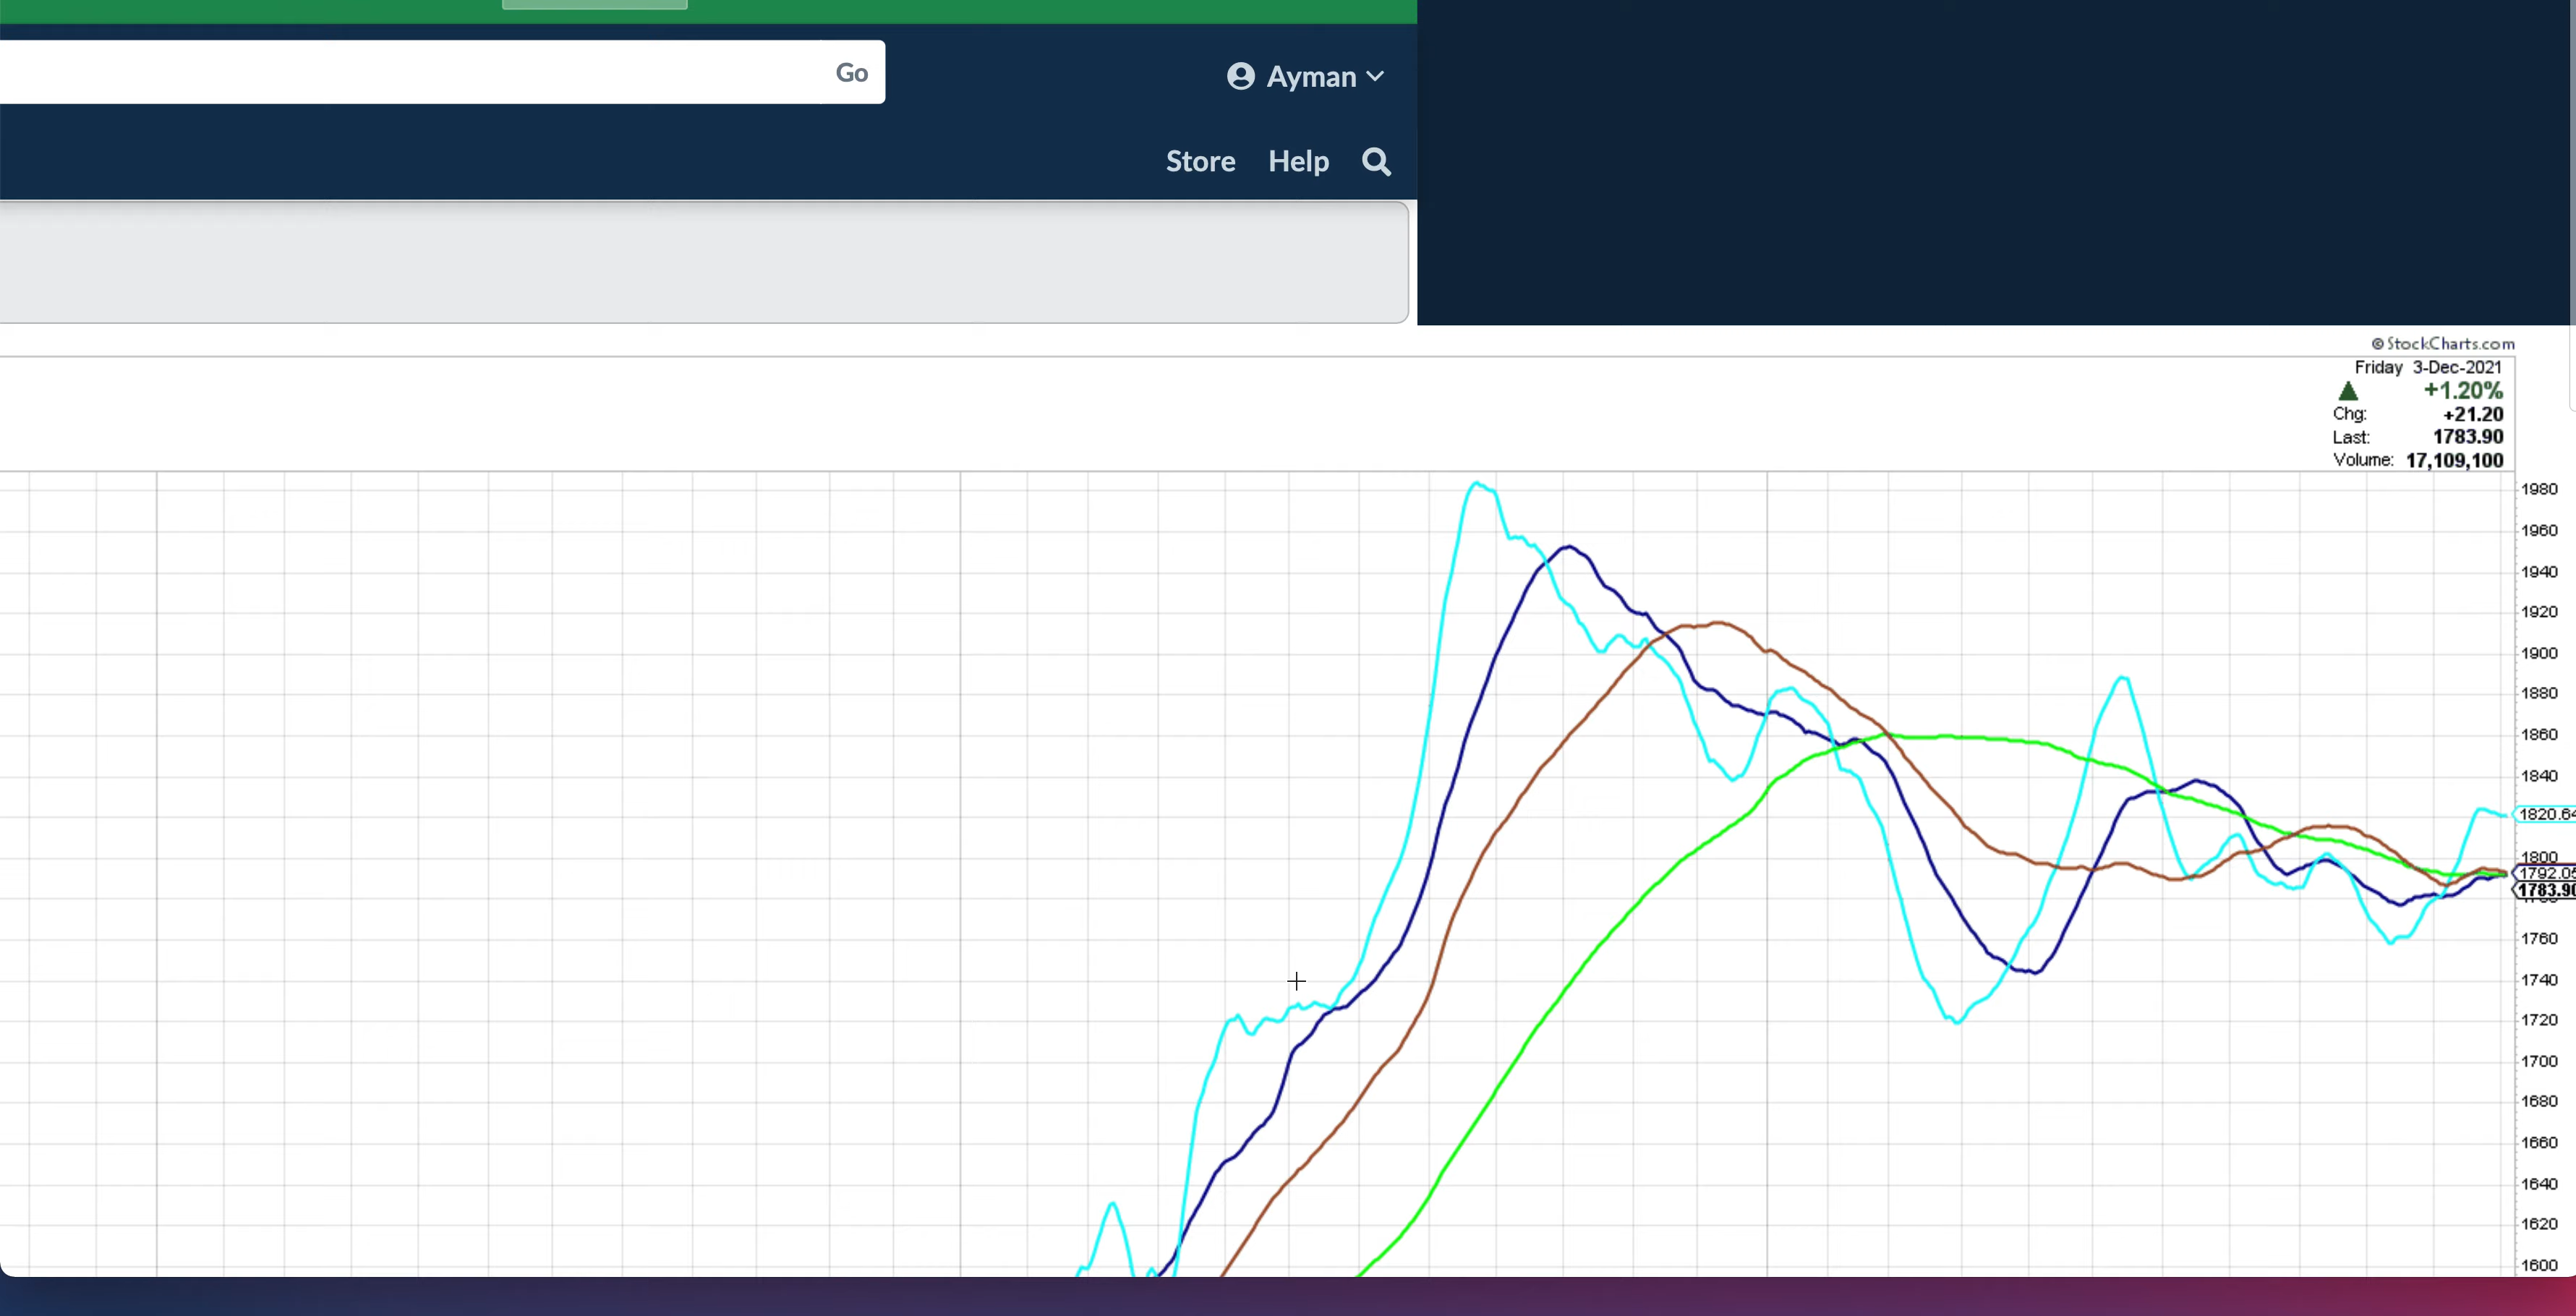 Go
Ayman
Store Help
© StockCharts.com
Friday 3-Dec-2021
+1.20%
Chg: +21.20
Last: 1783.90
Volume: 17,109,100
1980
1960
1940
1920
1900
1880
1860
1840
1820.64
1800
1792.05
1783.90
1760
1740
1720
1700
1680
1660
1640
1620
1600